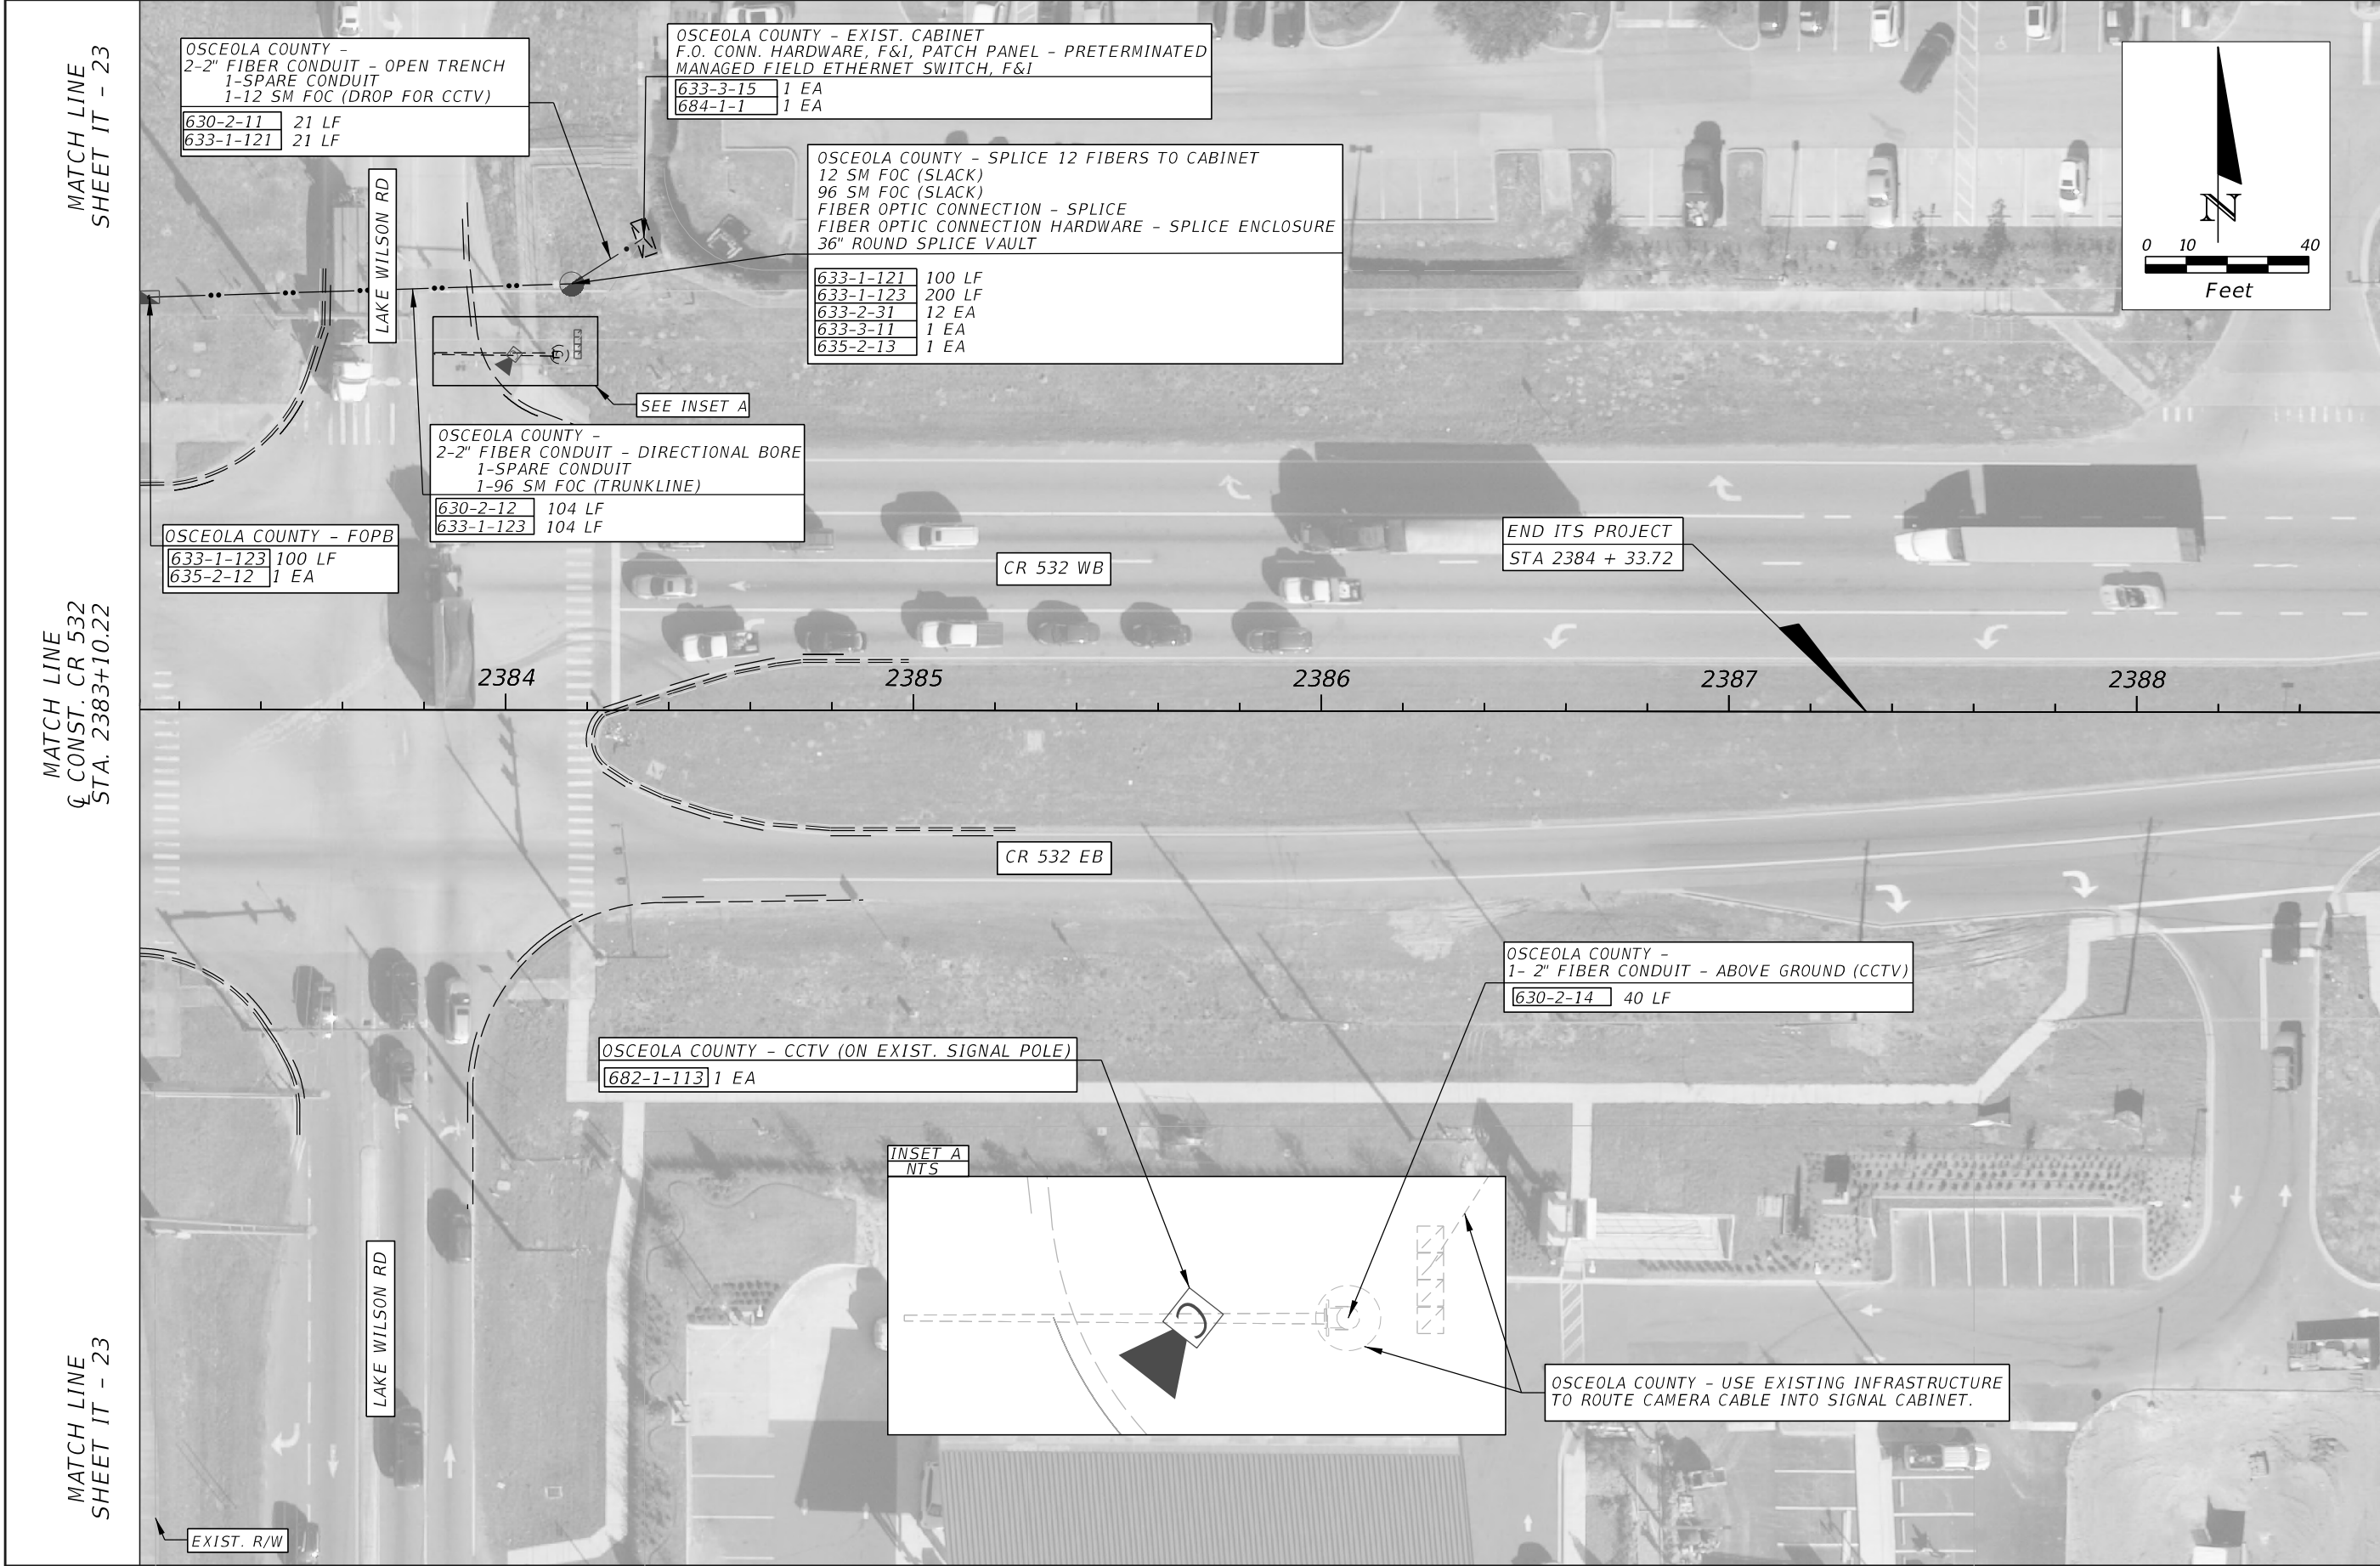 MATCH LINE
SHEET IT - 23
OSCEOLA COUNTY -
2-2" FIBER CONDUIT - OPEN TRENCH
1-SPARE CONDUIT
1-12 SM FOC (DROP FOR CCTV)
630-2-11 21 LF
633-1-121 21 LF
OSCEOLA COUNTY - EXIST. CABINET
F.O. CONN. HARDWARE, F&I, PATCH PANEL - PRETERMINATED
MANAGED FIELD ETHERNET SWITCH, F&I
633-3-15 1 EA
684-1-1 1 EA
OSCEOLA COUNTY - SPLICE 12 FIBERS TO CABINET
12 SM FOC (SLACK)
96 SM FOC (SLACK)
FIBER OPTIC CONNECTION - SPLICE
FIBER OPTIC CONNECTION HARDWARE - SPLICE ENCLOSURE
36" ROUND SPLICE VAULT
633-1-121 100 LF
633-1-123 200 LF
633-2-31 12 EA
633-3-11 1 EA
635-2-13 1 EA
N
0 10 40
Feet
LAKE WILSON RD
SEE INSET A
OSCEOLA COUNTY -
2-2" FIBER CONDUIT - DIRECTIONAL BORE
1-SPARE CONDUIT
1-96 SM FOC (TRUNKLINE)
630-2-12 104 LF
633-1-123 104 LF
OSCEOLA COUNTY - FOPB
633-1-123 100 LF
635-2-12 1 EA
CR 532 WB
END ITS PROJECT
STA 2384 + 33.72
MATCH LINE
℄ CONST. CR 532
STA. 2383+10.22
2384 2385 2386 2387 2388
CR 532 EB
OSCEOLA COUNTY -
1- 2" FIBER CONDUIT - ABOVE GROUND (CCTV)
630-2-14 40 LF
OSCEOLA COUNTY - CCTV (ON EXIST. SIGNAL POLE)
682-1-113 1 EA
INSET A
NTS
C
LAKE WILSON RD
OSCEOLA COUNTY - USE EXISTING INFRASTRUCTURE
TO ROUTE CAMERA CABLE INTO SIGNAL CABINET.
MATCH LINE
SHEET IT - 23
EXIST. R/W